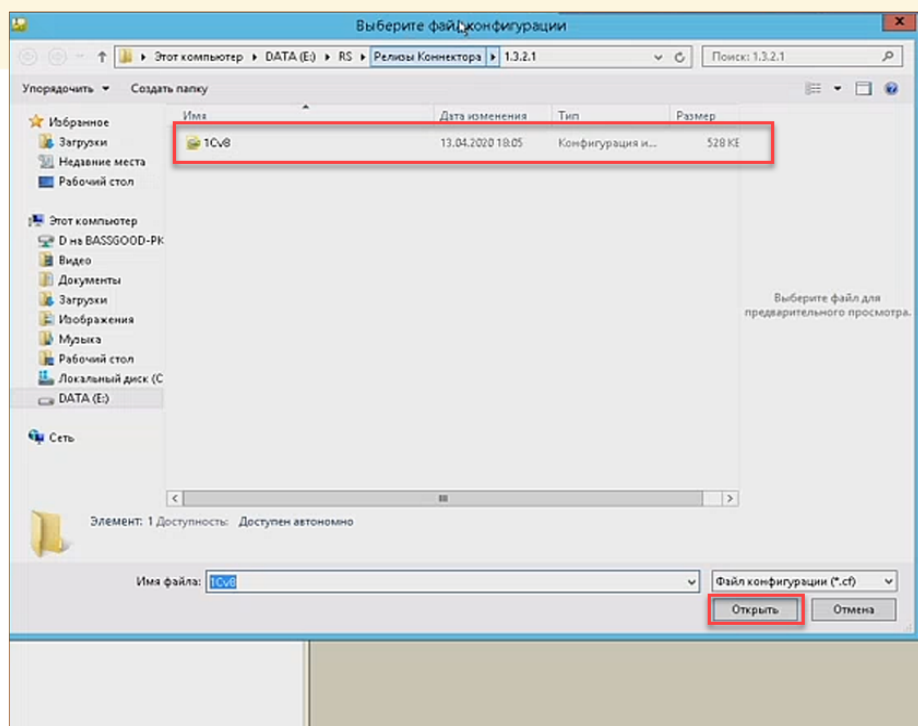 Выберите файл конфигурации
Этот компьютер DATA (E:) RS Релизы Коннектора 1.3.2.1
Поиск: 1.3.2.1
Упорядочить
Создать папку
Имя
Дата изменения
Тип
Размер
1Cv8
13.04.2020 18:05
Конфигурация и...
528 КБ
Избранное
Загрузки
Недавние места
Рабочий стол
Этот компьютер
D на BASSGOOD-PK
Видео
Документы
Загрузки
Изображения
Музыка
Рабочий стол
Локальный диск (C
DATA (E:)
Сеть
Выберите файл для
предварительного просмотра.
Элемент: 1 Доступность: Доступен автономно
Имя файла: 1Cv8
Файл конфигурации (*.cf)
Открыть
Отмена